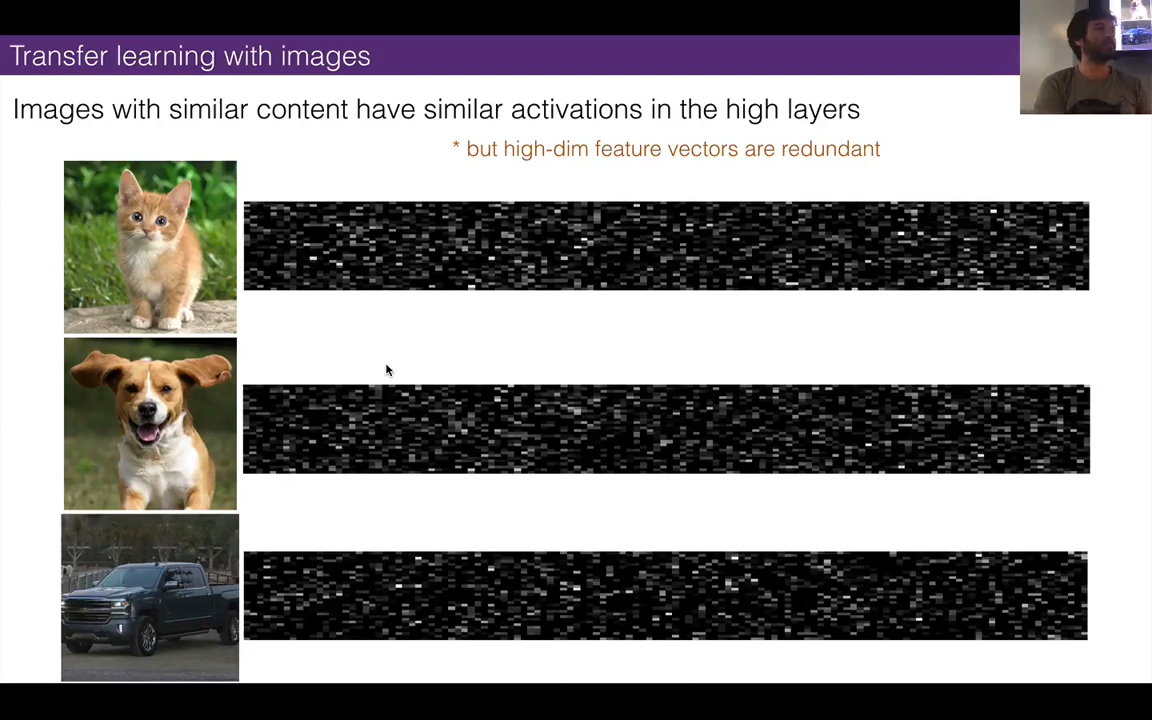 Transfer learning with images
Images with similar content have similar activations in the high layers
* but high-dim feature vectors are redundant